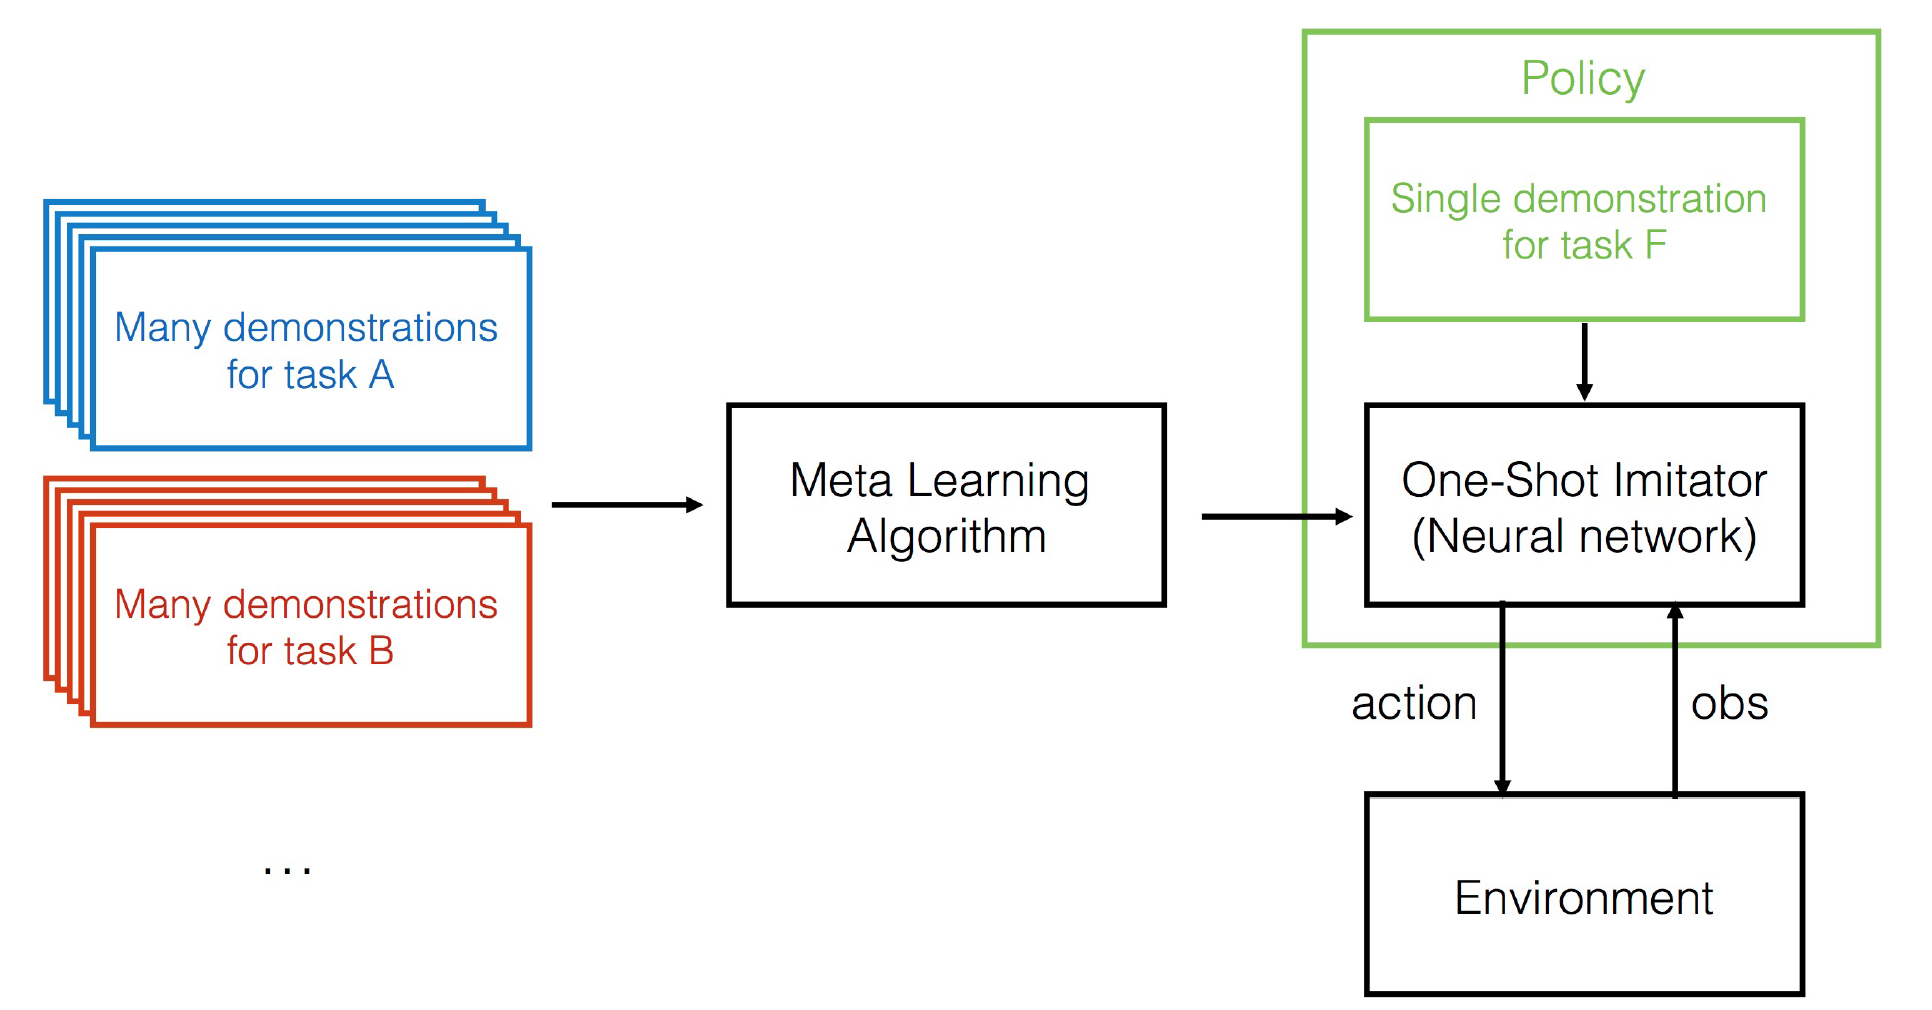 Many demonstrations
for task A
Many demonstrations
for task B
...
Meta Learning
Algorithm
Policy
Single demonstration
for task F
One-Shot Imitator
(Neural network)
action
obs
Environment